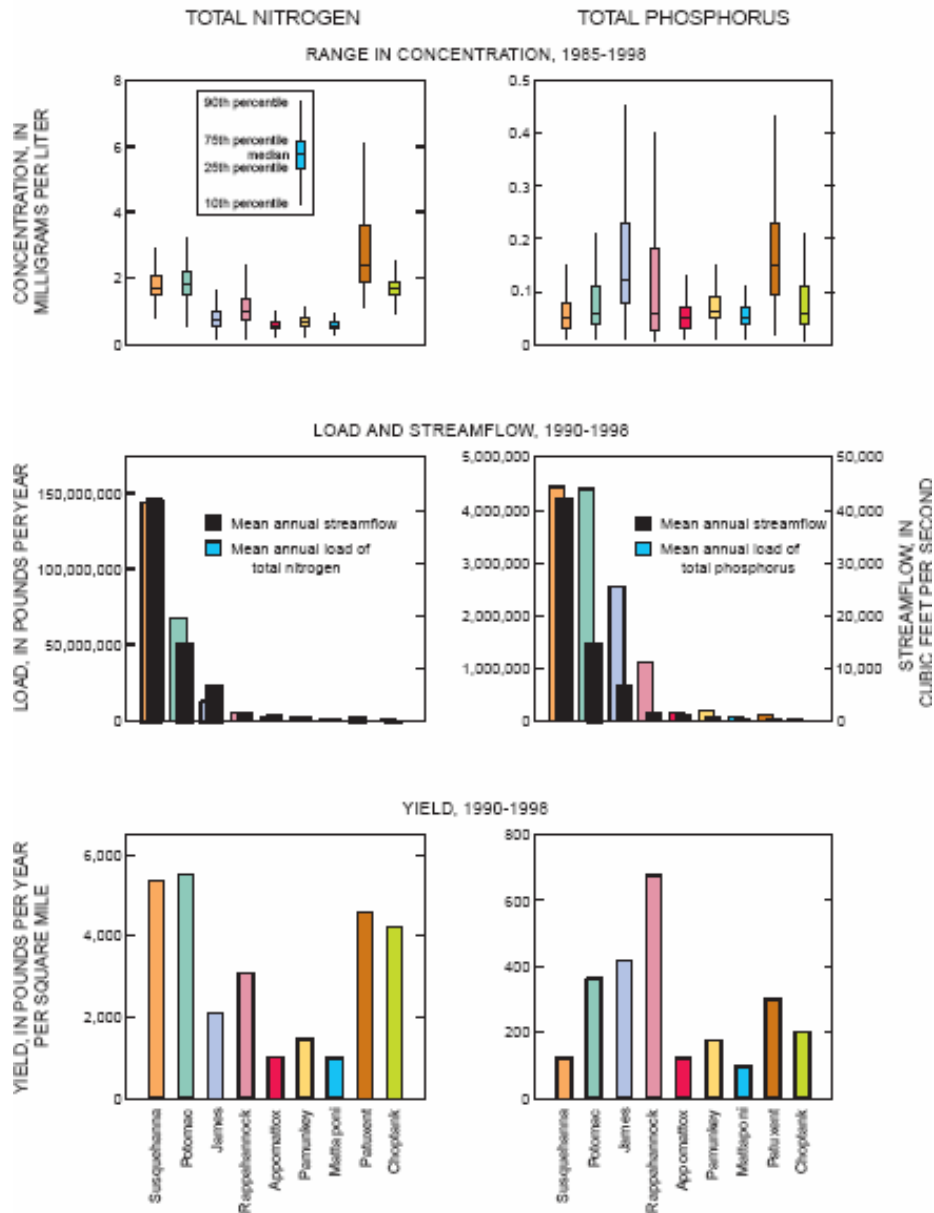 TOTAL NITROGEN
TOTAL PHOSPHORUS
RANGE IN CONCENTRATION, 1985-1998
CONCENTRATION, IN
MILLIGRAMS PER LITER
8
6
4
2
0
90th percentile
75th percentile
median
25th percentile
10th percentile
0.5
0.4
0.3
0.2
0.1
0
LOAD AND STREAMFLOW, 1990-1998
LOAD, IN POUNDS PER YEAR
150,000,000
100,000,000
50,000,000
0
Mean annual streamflow
Mean annual load of
total nitrogen
5,000,000
4,000,000
3,000,000
2,000,000
1,000,000
0
Mean annual streamflow
Mean annual load of
total phosphorus
50,000
40,000
30,000
20,000
10,000
0
STREAMFLOW, IN
CUBIC FEET PER SECOND
YIELD, 1990-1998
YIELD, IN POUNDS PER YEAR
PER SQUARE MILE
6,000
4,000
2,000
0
800
600
400
200
0
Susquehanna
Potomac
James
Rappahannock
Appomattox
Pamunkey
Mattaponi
Patuxent
Choptank
Susquehanna
Potomac
James
Rappahannock
Appomattox
Pamunkey
Mattaponi
Patuxent
Choptank